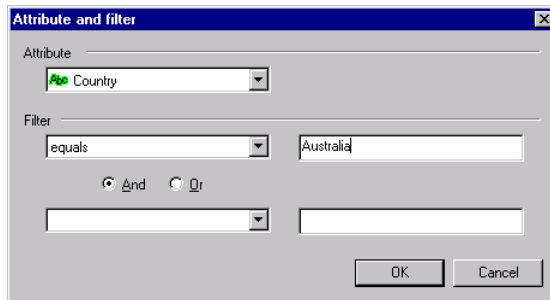 Attribute and filter
Attribute
Abc Country
Filter
equals Australia
And Or
OK Cancel